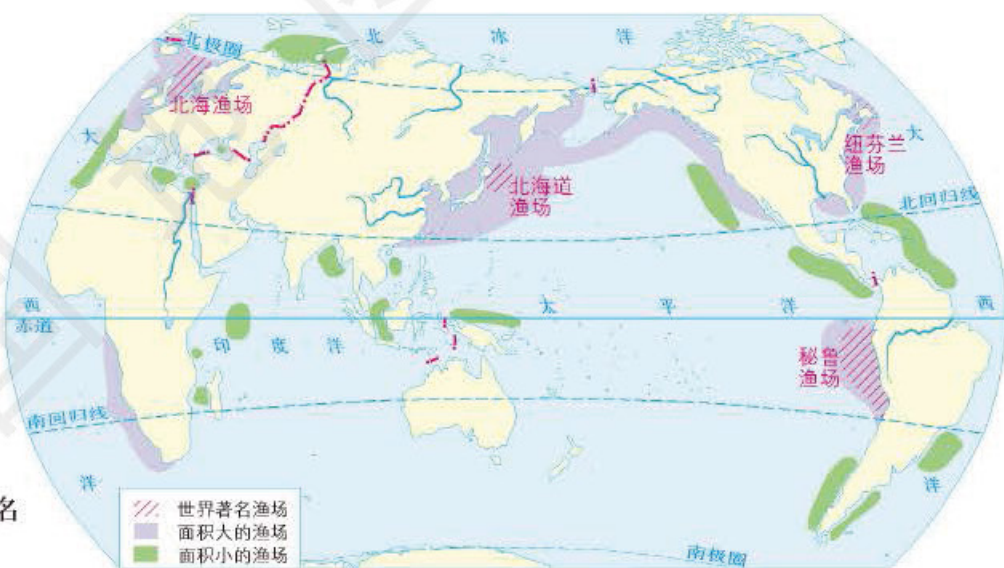 北冰洋
北极圈
北海渔场
大
大
纽芬兰
渔场
北海道
渔场
北回归线
西
太平洋
西
赤道
印度洋
秘鲁
渔场
南回归线
洋
洋
名
世界著名渔场
面积大的渔场
面积小的渔场
南极圈